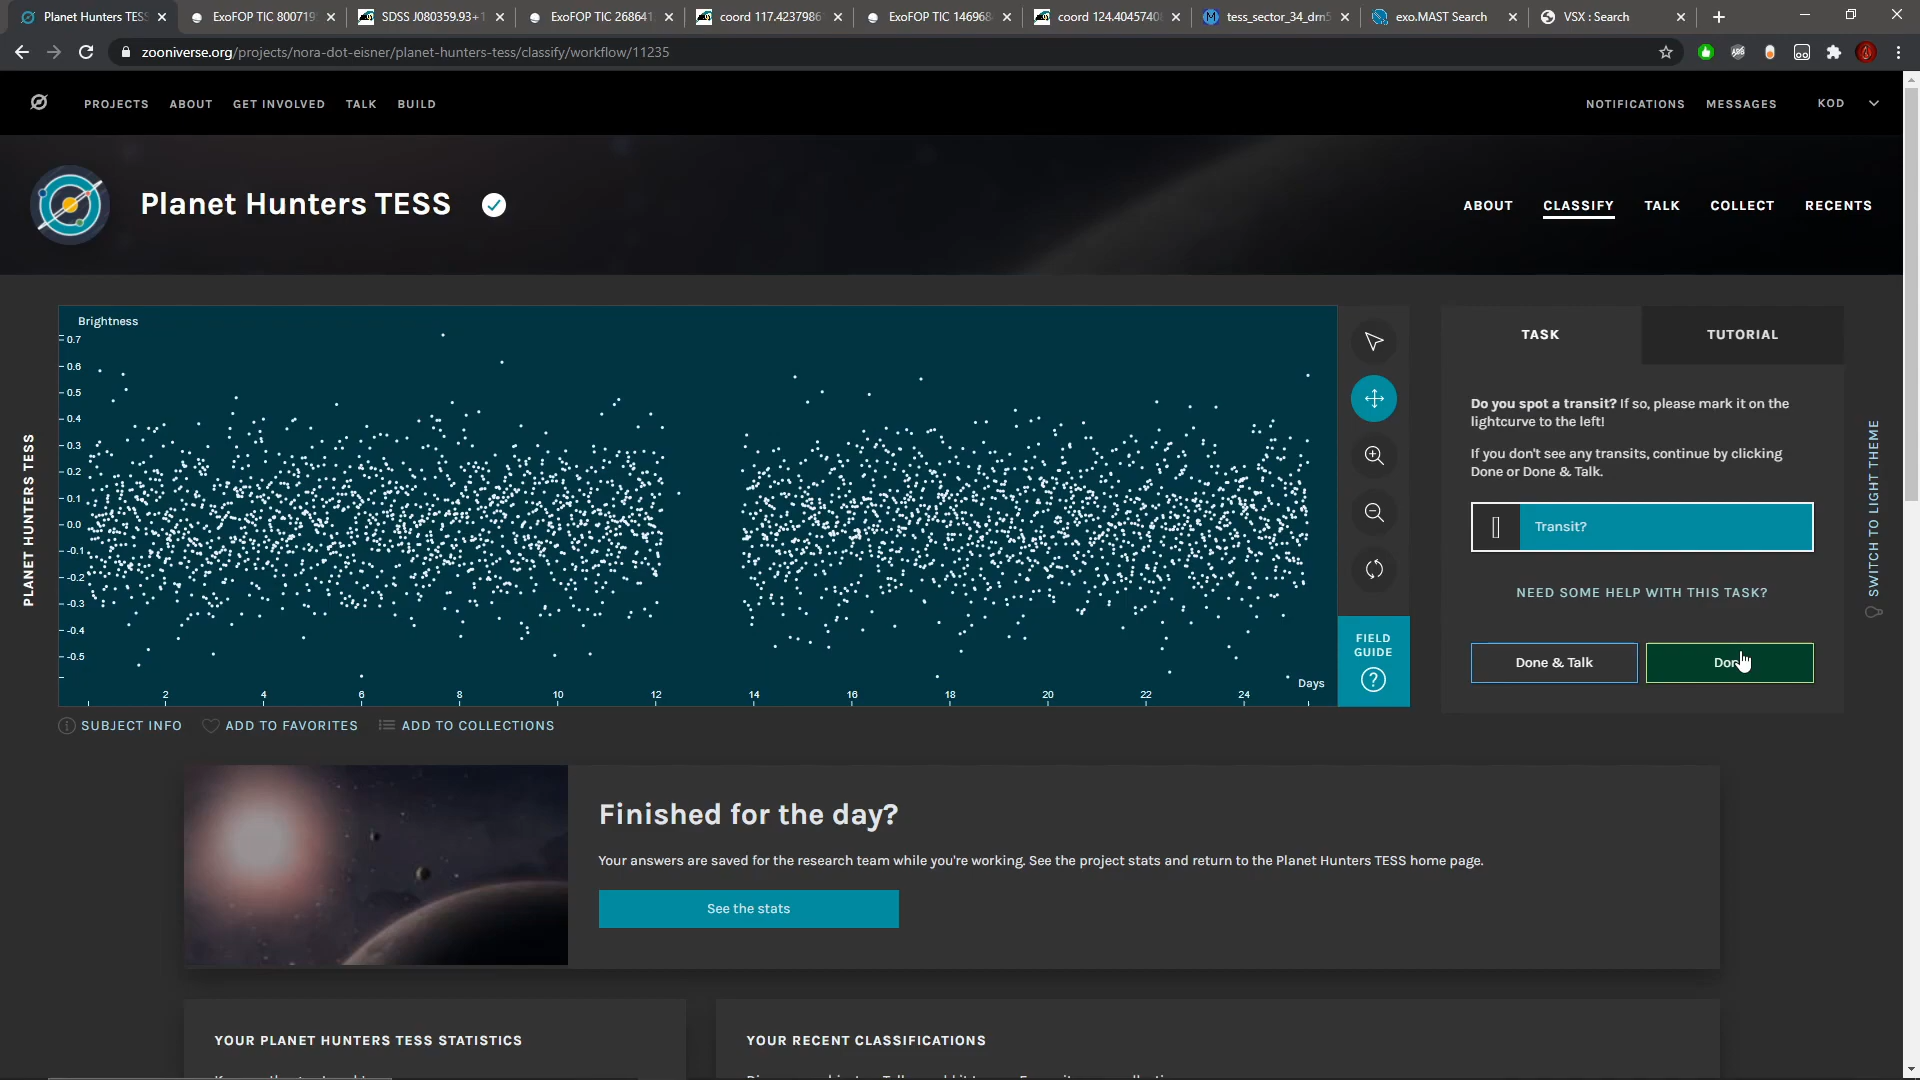 Planet Hunters TESS
ExoFOP TIC 800719
SDSS J080359.93+1
ExoFOP TIC 268641
coord 117.4237986
ExoFOP TIC 146968
coord 124.4045740
tess_sector_34_drn5
exo.MAST Search
VSX : Search
zooniverse.org/projects/nora-dot-eisner/planet-hunters-tess/classify/workflow/11235
PROJECTS ABOUT GET INVOLVED TALK BUILD
NOTIFICATIONS MESSAGES KOD
Planet Hunters TESS
ABOUT CLASSIFY TALK COLLECT RECENTS
PLANET HUNTERS TESS
Brightness
0.7
0.6
0.5
0.4
0.3
0.2
0.1
0.0
-0.1
-0.2
-0.3
-0.4
-0.5
2 4 6 8 10 12 14 16 18 20 22 24
Days
FIELD
GUIDE
?
TASK
TUTORIAL
Do you spot a transit? If so, please mark it on the
lightcurve to the left!
If you don't see any transits, continue by clicking
Done or Done & Talk.
Transit?
NEED SOME HELP WITH THIS TASK?
Done & Talk
SWITCH TO LIGHT THEME
SUBJECT INFO
ADD TO FAVORITES
ADD TO COLLECTIONS
Finished for the day?
Your answers are saved for the research team while you're working. See the project stats and return to the Planet Hunters TESS home page.
See the stats
YOUR PLANET HUNTERS TESS STATISTICS
YOUR RECENT CLASSIFICATIONS